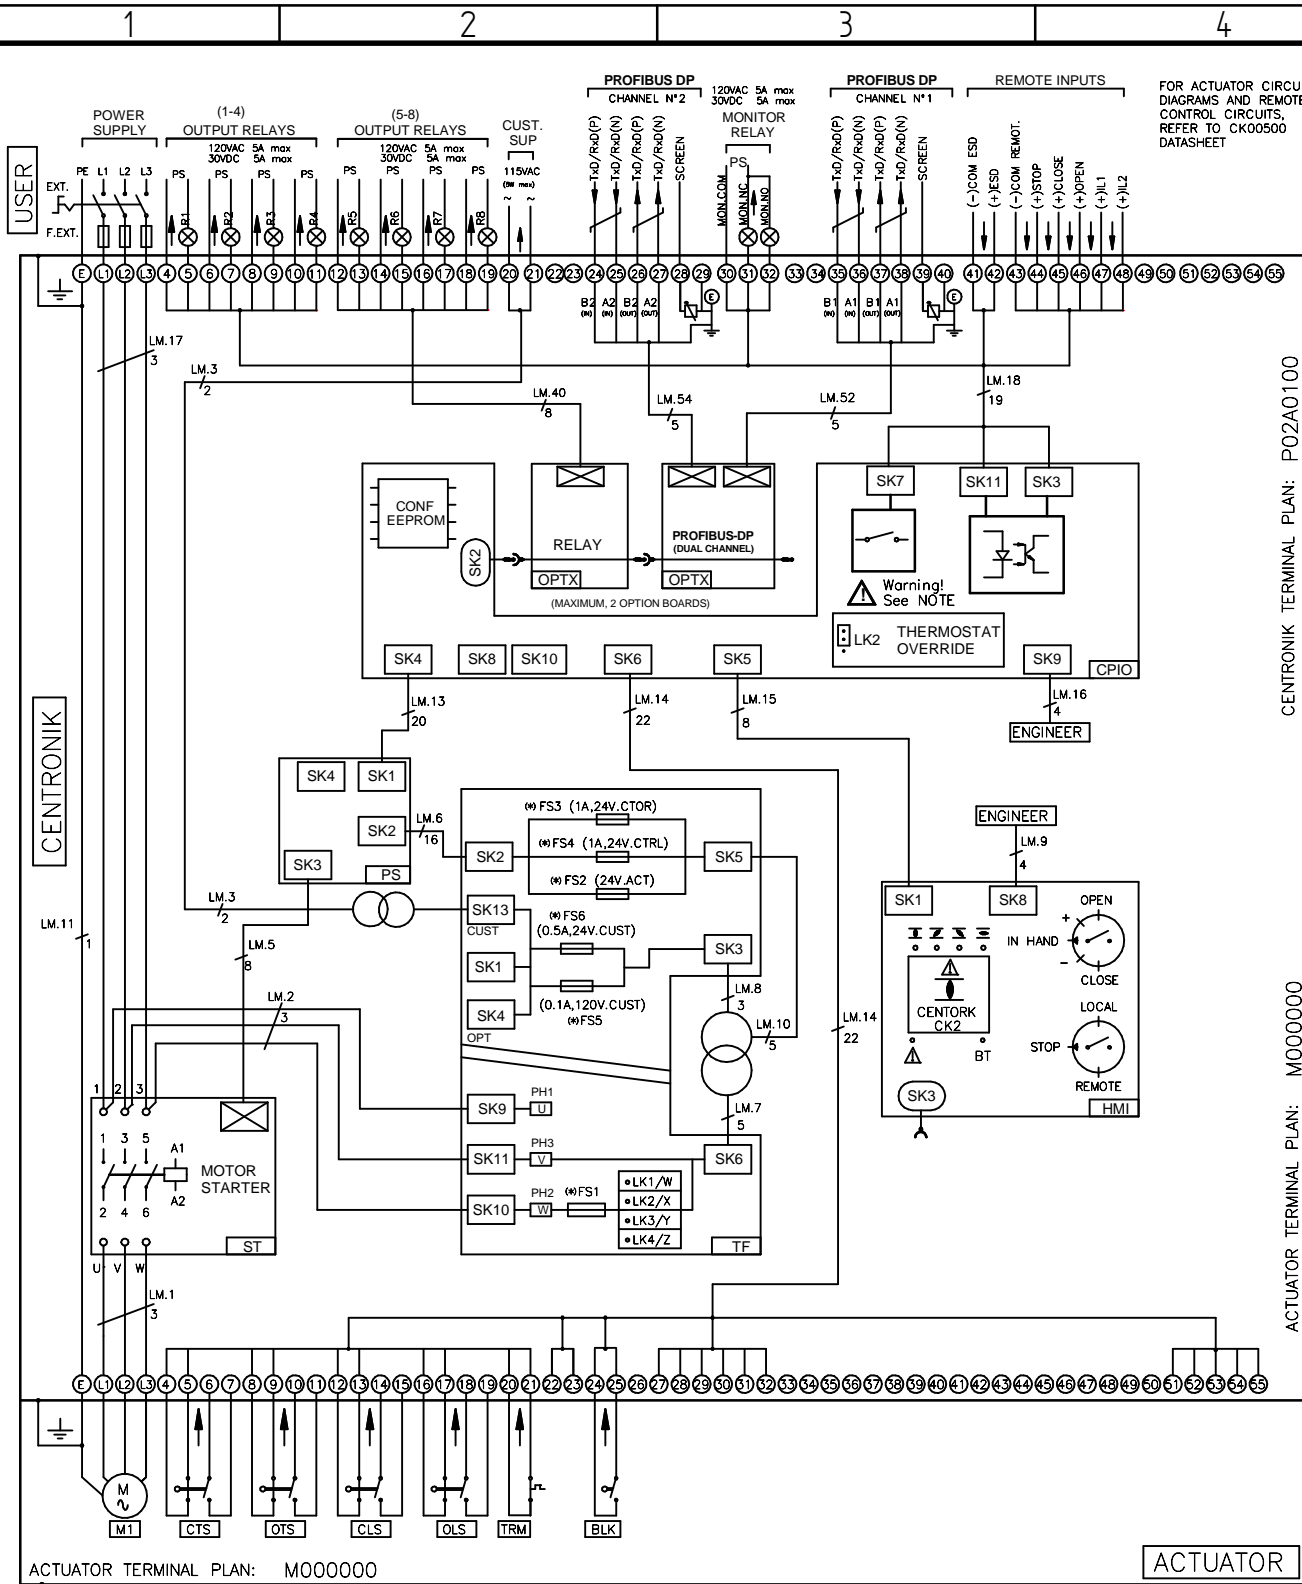 1 2 3 4
POWER SUPPLY
(1-4) OUTPUT RELAYS
120VAC 5A max
30VDC 5A max
(5-8) OUTPUT RELAYS
120VAC 5A max
30VDC 5A max
CUST. SUP
115VAC
(8W max)
PROFIBUS DP
CHANNEL N°2
120VAC 5A max
30VDC 5A max
MONITOR RELAY
PROFIBUS DP
CHANNEL N°1
REMOTE INPUTS
FOR ACTUATOR CIRCU
DIAGRAMS AND REMOTE
CONTROL CIRCUITS,
REFER TO CK00500
DATASHEET
USER
EXT.
F.EXT.
PE L1 L2 L3
PS PS PS PS
R1 R2 R3 R4
PS PS PS PS
R5 R6 R7 R8
~ ~
TxD/RxD(P) TxD/RxD(N) TxD/RxD(P) TxD/RxD(N) SCREEN
PS
MON.COM MON.NC MON.NO
TxD/RxD(P) TxD/RxD(N) TxD/RxD(P) TxD/RxD(N) SCREEN
(-)COM ESD
(+)ESD
(-)COM REMOT.
(+)STOP
(+)CLOSE
(+)OPEN
(+)IL1
(+)IL2
E L1 L2 L3 4 5 6 7 8 9 10 11 12 13 14 15 16 17 18 19 20 21 22 23 24 25 26 27 28 29 30 31 32 33 34 35 36 37 38 39 40 41 42 43 44 45 46 47 48 49 50 51 52 53 54 55
B2 A2 B2 A2 E
(IN) (IN) (OUT) (OUT)
B1 A1 B1 A1 E
(IN) (IN) (OUT) (OUT)
LM.17
3
LM.3
2
LM.40
8
LM.54
5
LM.52
5
LM.18
19
CONF EEPROM
SK2
RELAY
OPTX
PROFIBUS-DP
(DUAL CHANNEL)
OPTX
(MAXIMUM, 2 OPTION BOARDS)
SK7
SK11
SK3
Warning!
See NOTE
LK2
THERMOSTAT OVERRIDE
SK4
SK8
SK10
SK6
SK5
SK9
CPIO
LM.13
20
LM.14
22
LM.15
8
LM.16
4
ENGINEER
CENTRONIK TERMINAL PLAN: P02A0100
CENTRONIK
SK4
SK1
SK2
SK3
PS
LM.6
16
(*)FS3 (1A,24V.CTOR)
(*)FS4 (1A,24V.CTRL)
(*)FS2 (24V.ACT)
SK2
SK5
SK13
CUST
(*)FS6
(0.5A,24V.CUST)
SK1
SK3
SK4
OPT
(0.1A,120V.CUST)
(*)FS5
LM.8
3
LM.10
5
LM.7
5
LM.14
22
ENGINEER
LM.9
4
SK1
SK8
OPEN
+
IN HAND
-
CLOSE
CENTORK
CK2
BT
LOCAL
STOP
REMOTE
SK3
HMI
LM.3
2
LM.11
1
LM.5
8
LM.2
3
SK9
PH1
U
SK11
PH3
V
SK10
PH2
W
(*)FS1
LK1/W
LK2/X
LK3/Y
LK4/Z
SK6
TF
1 2 3
1 3 5
A1
A2
MOTOR STARTER
2 4 6
ST
U V W
LM.1
3
ACTUATOR TERMINAL PLAN: M000000
E L1 L2 L3 4 5 6 7 8 9 10 11 12 13 14 15 16 17 18 19 20 21 22 23 24 25 26 27 28 29 30 31 32 33 34 35 36 37 38 39 40 41 42 43 44 45 46 47 48 49 50 51 52 53 54 55
M
~
M1
CTS
OTS
CLS
OLS
TRM
BLK
ACTUATOR TERMINAL PLAN: M000000
ACTUATOR